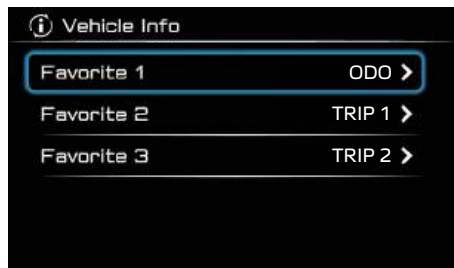 Vehicle Info
Favorite 1 ODO
Favorite 2 TRIP 1
Favorite 3 TRIP 2